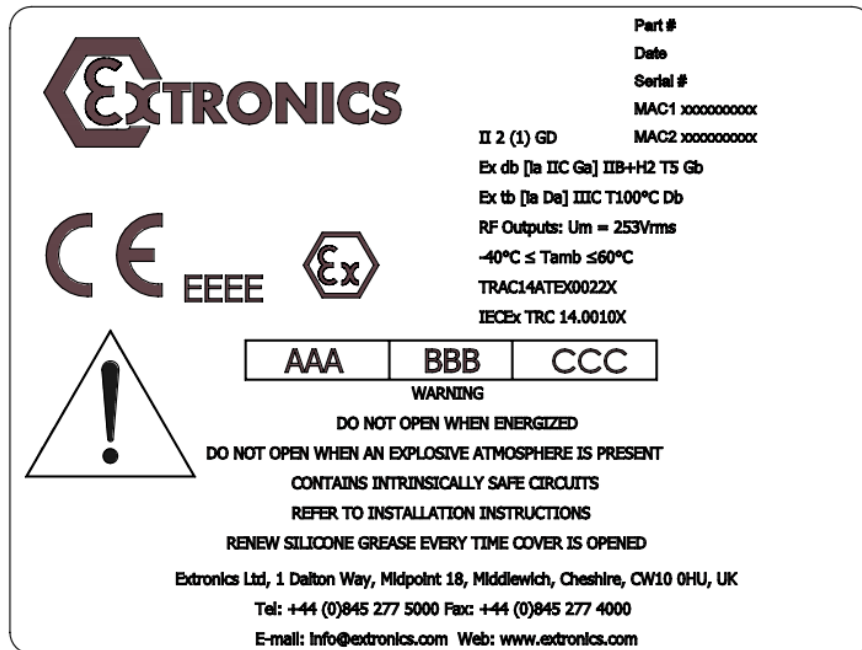 Part #
Date
Serial #
MAC1 xxxxxxxxxx
MAC2 xxxxxxxxxx
EXTRONICS
II 2 (1) GD
Ex db [ia IIC Ga] IIB+H2 T5 Gb
Ex tb [ia Da] IIIC T100°C Db
RF Outputs: Um = 253Vrms
-40°C ≤ Tamb ≤60°C
TRAC14ATEX0022X
IECEx TRC 14.0010X
CE EEEE Ex
AAA BBB CCC
WARNING
DO NOT OPEN WHEN ENERGIZED
DO NOT OPEN WHEN AN EXPLOSIVE ATMOSPHERE IS PRESENT
CONTAINS INTRINSICALLY SAFE CIRCUITS
REFER TO INSTALLATION INSTRUCTIONS
RENEW SILICONE GREASE EVERY TIME COVER IS OPENED
Extronics Ltd, 1 Dalton Way, Midpoint 18, Middlewich, Cheshire, CW10 0HU, UK
Tel: +44 (0)845 277 5000 Fax: +44 (0)845 277 4000
E-mail: info@extronics.com Web: www.extronics.com